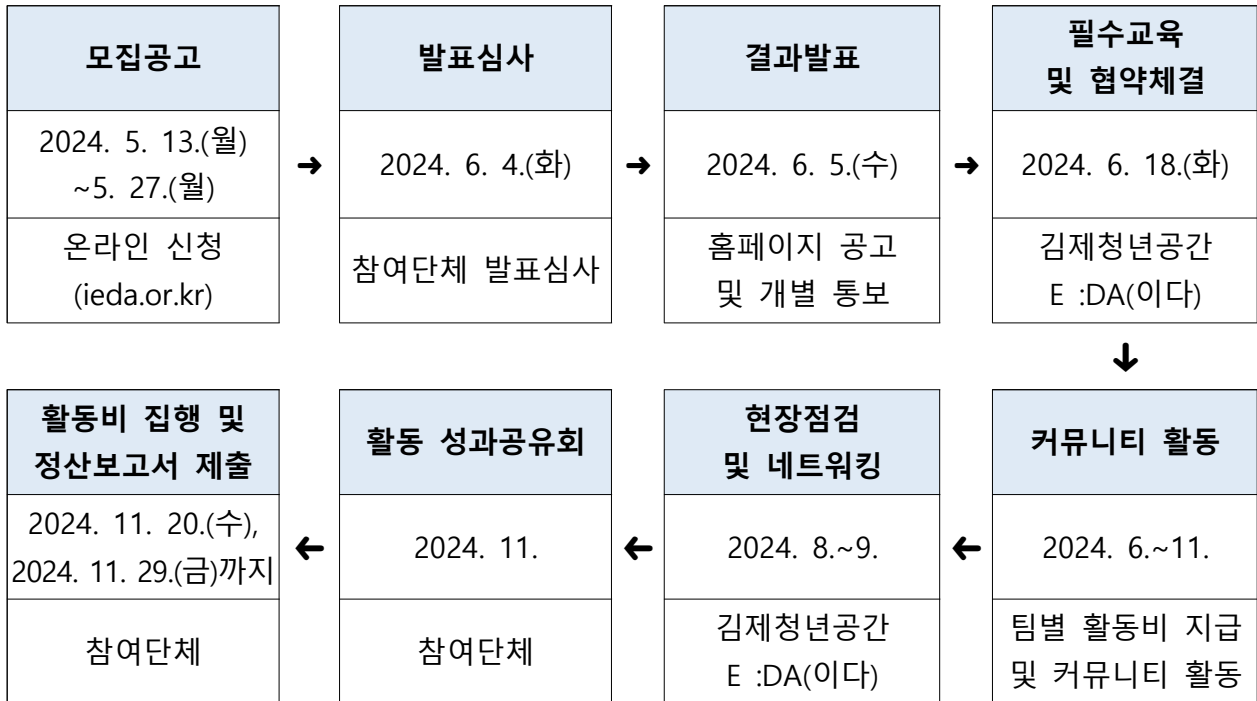 모집공고
2024. 5. 13.(월)
~5. 27.(월)
온라인 신청
(ieda.or.kr)
➜
발표심사
2024. 6. 4.(화)
참여단체 발표심사
➜
결과발표
2024. 6. 5.(수)
홈페이지 공고
및 개별 통보
➜
필수교육
및 협약체결
2024. 6. 18.(화)
김제청년공간
E :DA(이다)
↓
커뮤니티 활동
2024. 6.~11.
팀별 활동비 지급
및 커뮤니티 활동
←
현장점검
및 네트워킹
2024. 8.~9.
김제청년공간
E :DA(이다)
←
활동 성과공유회
2024. 11.
참여단체
←
활동비 집행 및
정산보고서 제출
2024. 11. 20.(수),
2024. 11. 29.(금)까지
참여단체